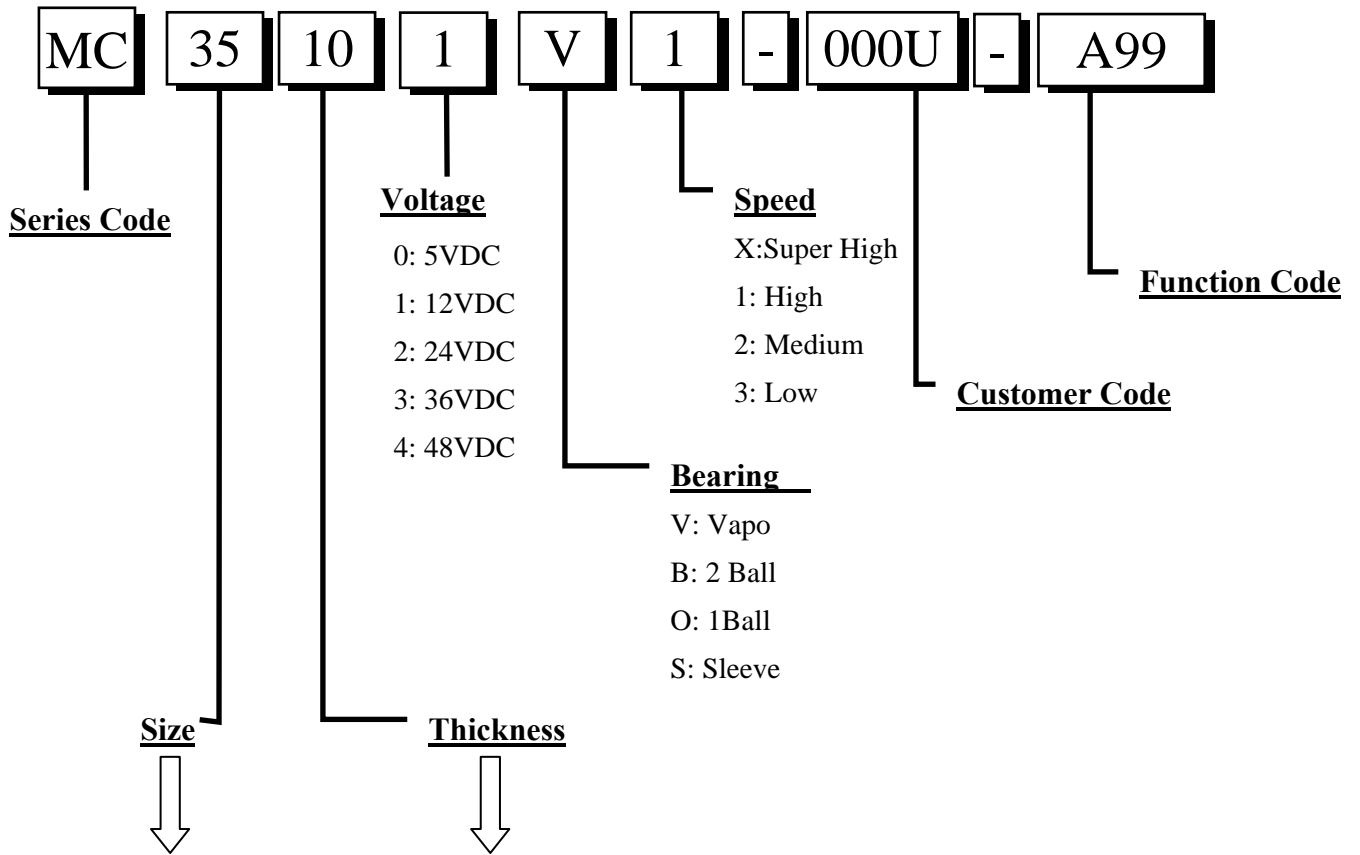 MC 35 10 1 V 1 - 000U - A99
Series Code
Voltage
0: 5VDC
1: 12VDC
2: 24VDC
3: 36VDC
4: 48VDC
Speed
X:Super High
1: High
2: Medium
3: Low
Function Code
Customer Code
Bearing
V: Vapo
B: 2 Ball
O: 1Ball
S: Sleeve
Size
Thickness